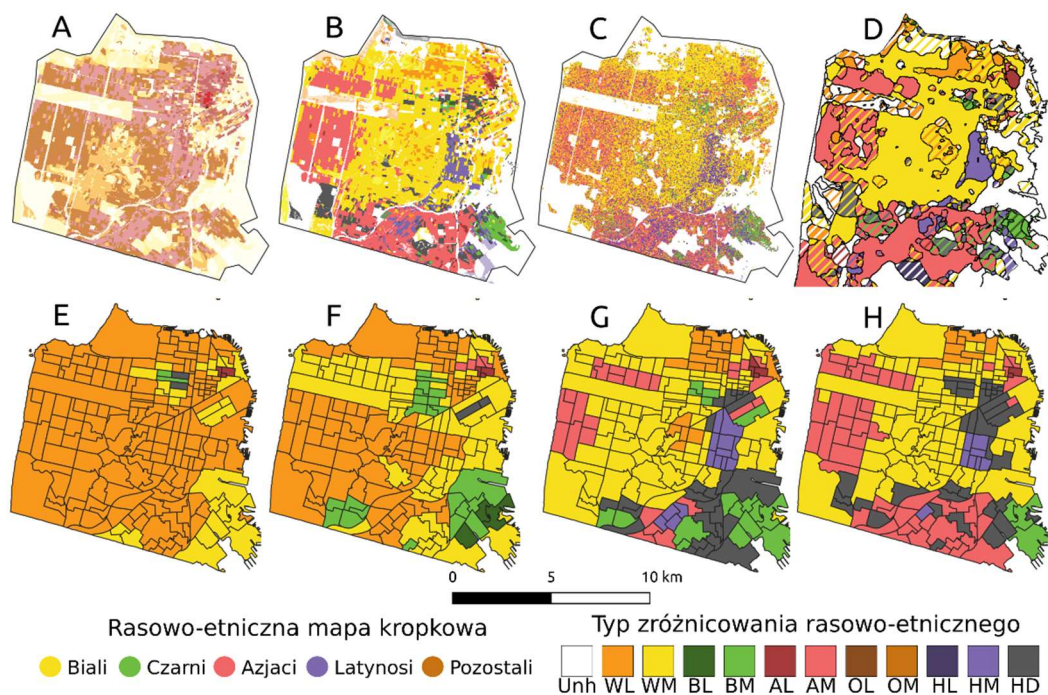 A B C D
E F G H
0 5 10 km
Rasowo-etniczna mapa kropkowa
Biali Czarni Azjaci Latynosi Pozostali
Typ zróżnicowania rasowo-etnicznego
Unh WL WM BL BM AL AM OL OM HL HM HD